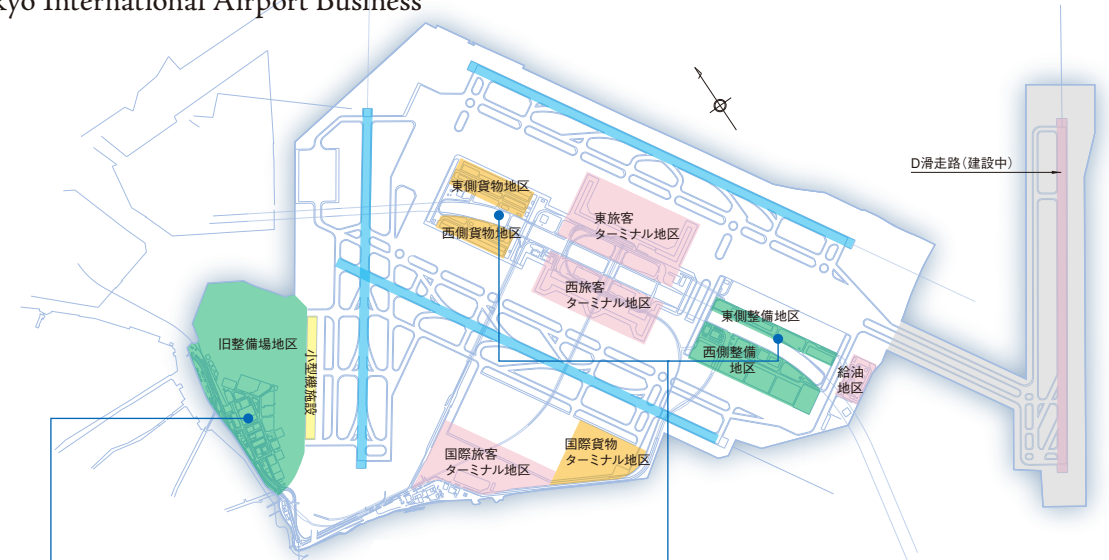 International Airport Business
D滑走路(建設中)
東側貨物地区
西側貨物地区
東旅客
ターミナル地区
西旅客
ターミナル地区
東側整備地区
西側整備
地区
給油
地区
旧整備場地区
小型機施設
国際旅客
ターミナル地区
国際貨物
ターミナル地区